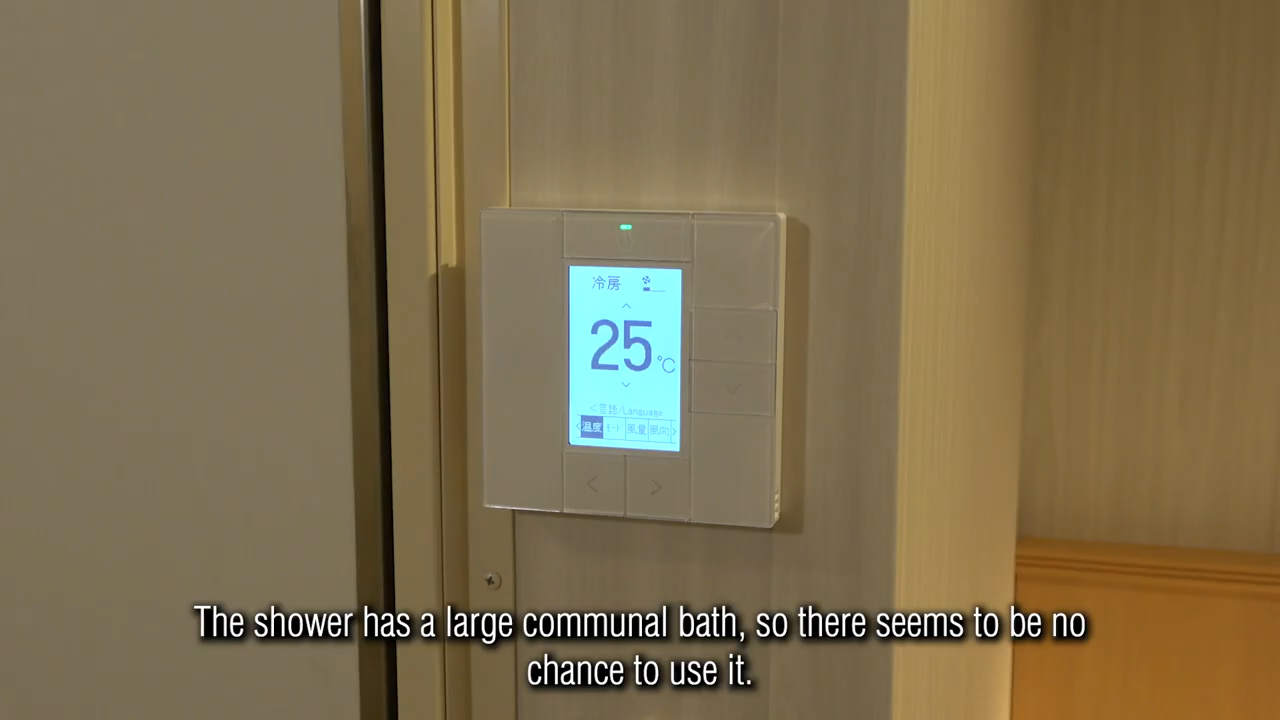 冷房
25℃
<言語/Language
温度 モード 風量 風向
The shower has a large communal bath, so there seems to be no
chance to use it.